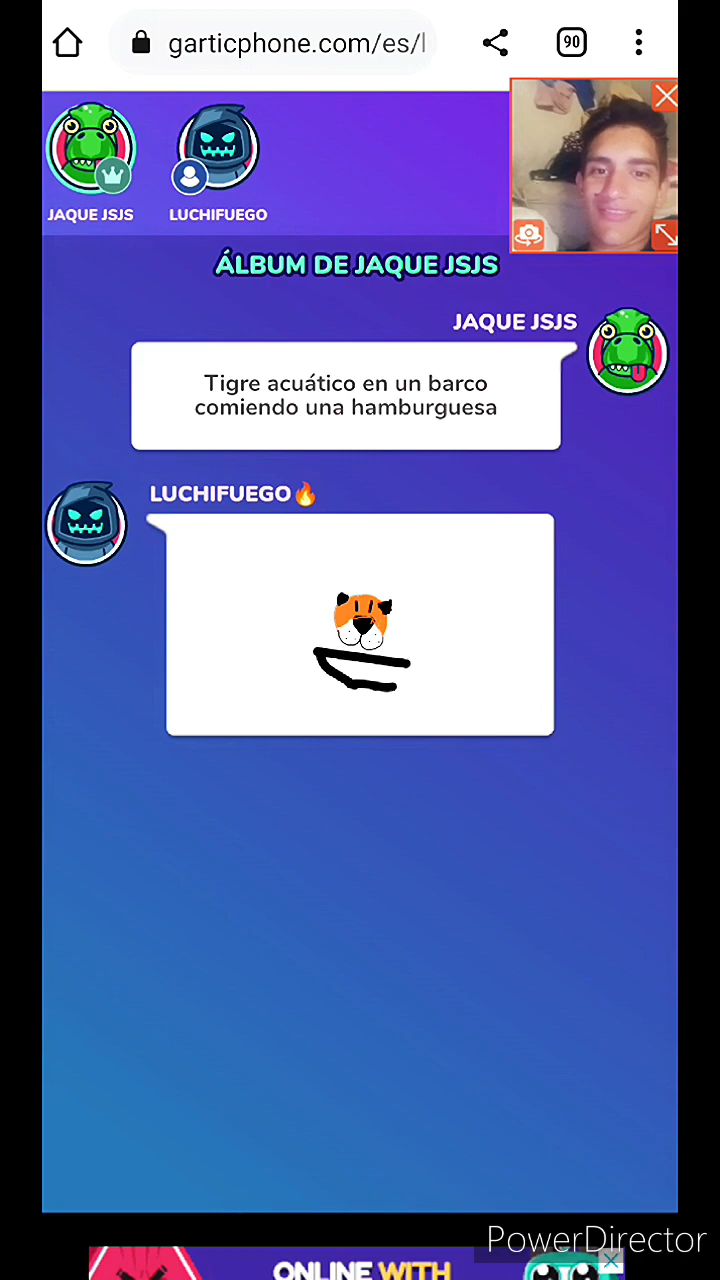 garticphone.com/es/l
90
JAQUE JSJS
LUCHIFUEGO
ÁLBUM DE JAQUE JSJS
JAQUE JSJS
Tigre acuático en un barco
comiendo una hamburguesa
LUCHIFUEGO🔥
PowerDirector
ONLINE WITH